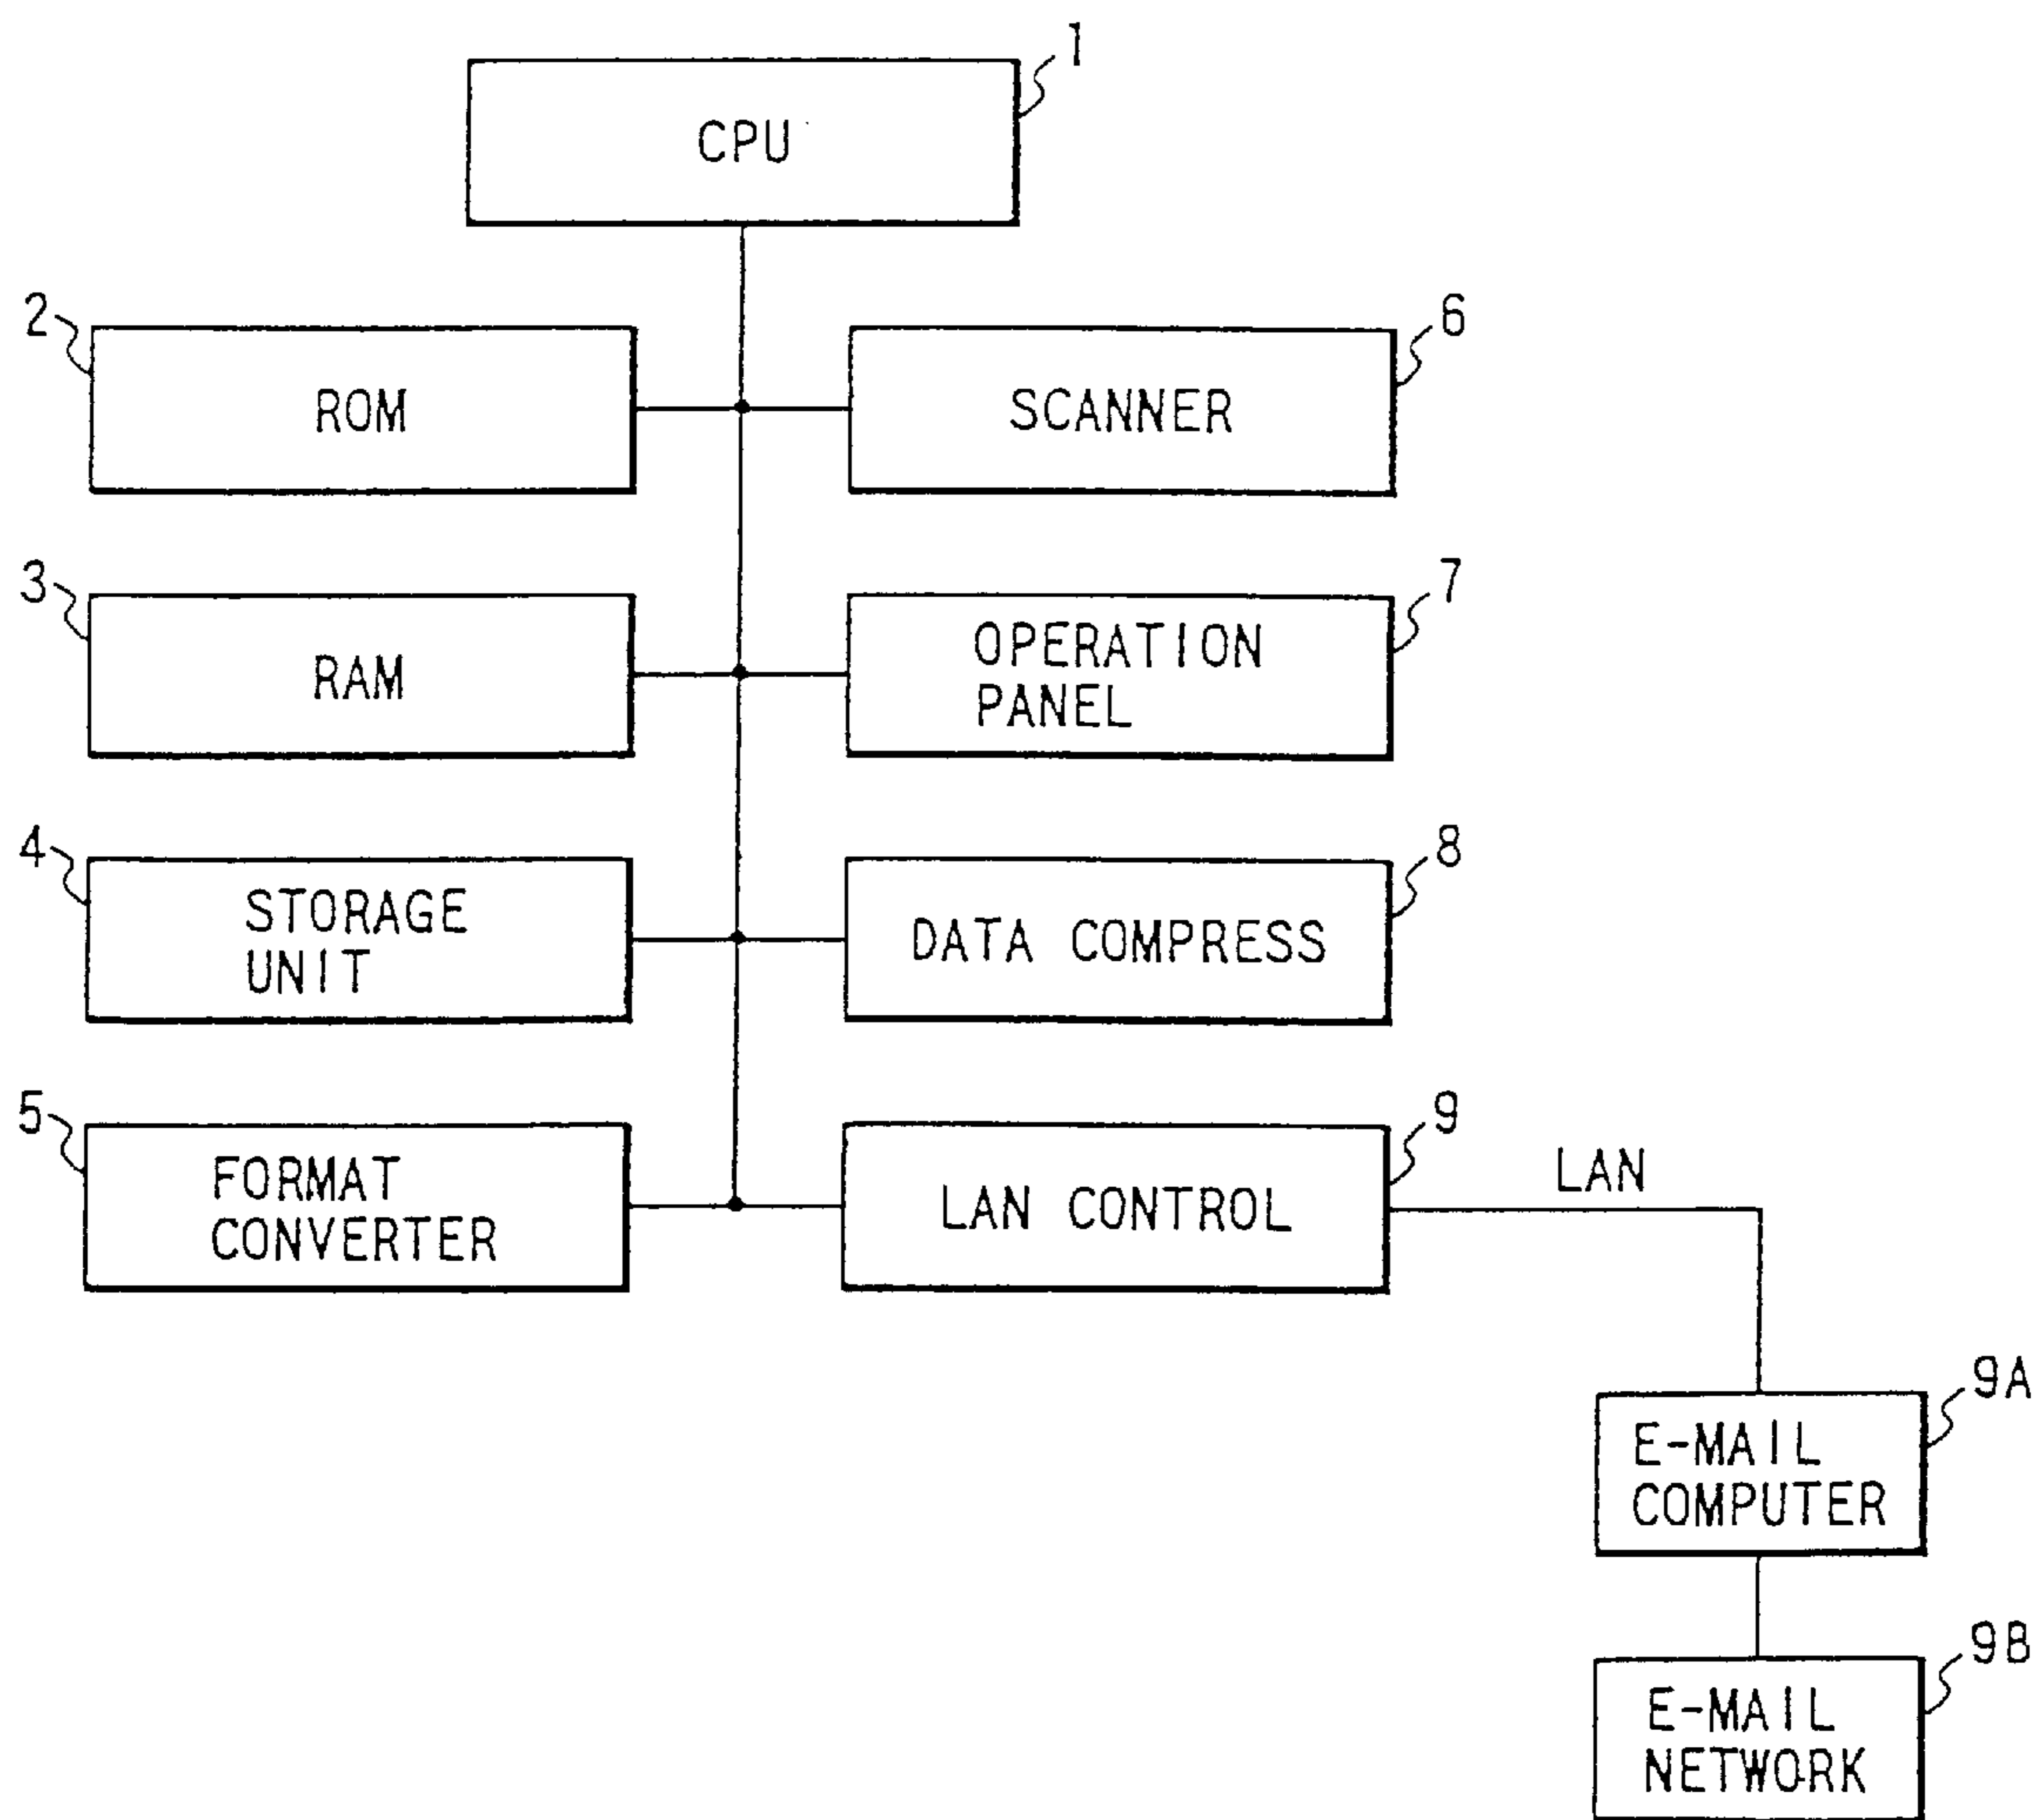 1
CPU
2
ROM
6
SCANNER
3
RAM
7
OPERATION
PANEL
4
STORAGE
UNIT
8
DATA COMPRESS
5
FORMAT
CONVERTER
9
LAN CONTROL
LAN
9A
E-MAIL
COMPUTER
9B
E-MAIL
NETWORK